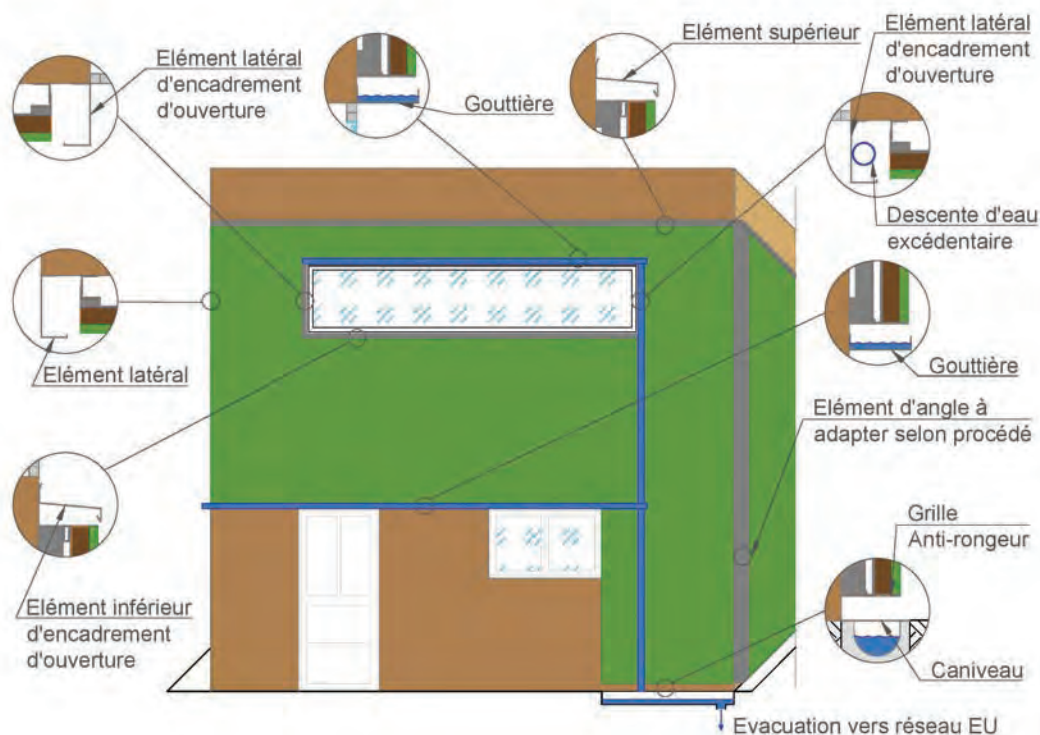 Elément latéral
d'encadrement
d'ouverture
Gouttière
Elément supérieur
Elément latéral
d'encadrement
d'ouverture
Descente d'eau
excédentaire
Elément latéral
Gouttière
Elément d'angle à
adapter selon procédé
Elément inférieur
d'encadrement
d'ouverture
Grille
Anti-rongeur
Caniveau
Evacuation vers réseau EU